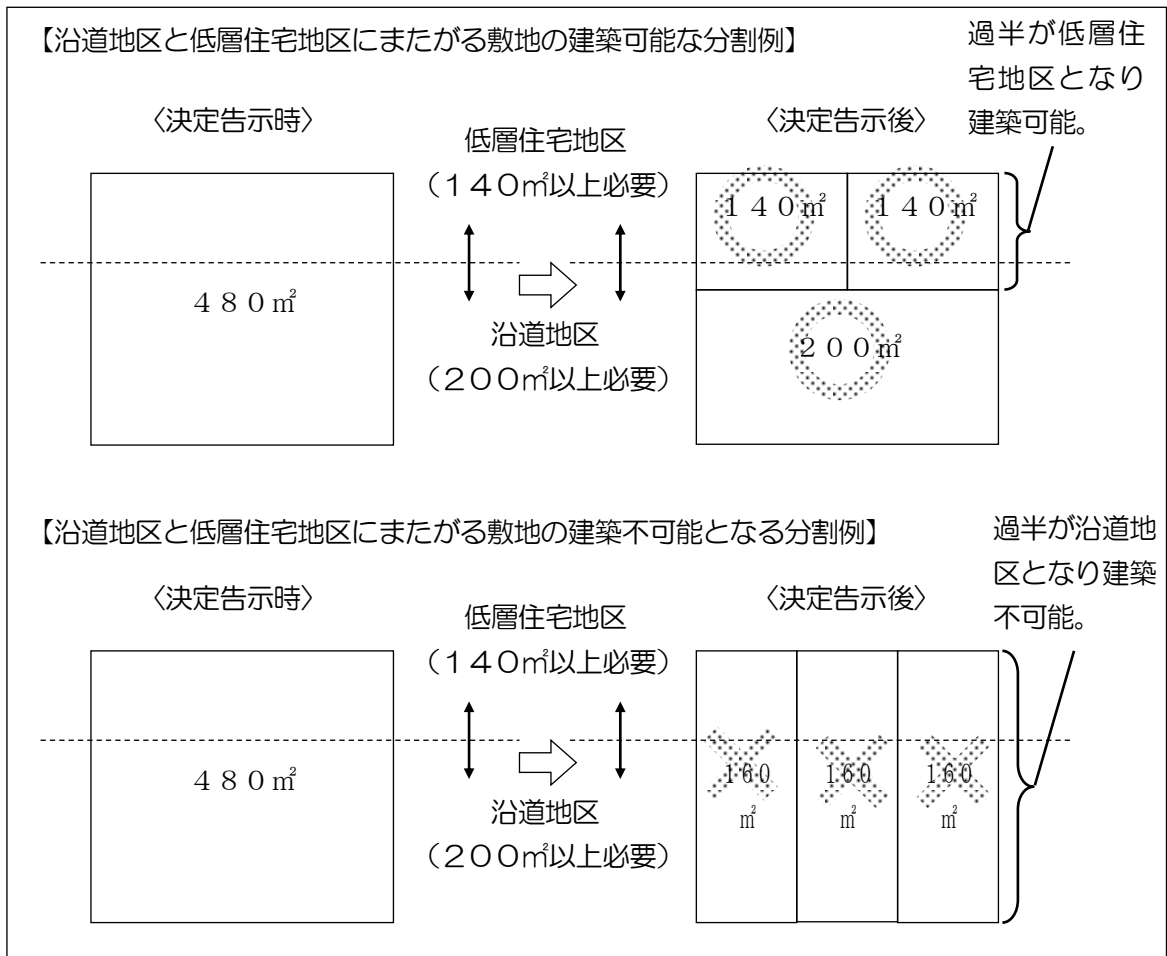 【沿道地区と低層住宅地区にまたがる敷地の建築可能な分割例】
過半が低層住
宅地区となり
建築可能。
〈決定告示時〉
〈決定告示後〉
低層住宅地区
（１４０㎡以上必要）
１４０㎡
１４０㎡
４８０㎡
沿道地区
（２００㎡以上必要）
２００㎡
【沿道地区と低層住宅地区にまたがる敷地の建築不可能となる分割例】
過半が沿道地
区となり建築
不可能。
〈決定告示時〉
〈決定告示後〉
低層住宅地区
（１４０㎡以上必要）
４８０㎡
160
㎡
160
㎡
160
㎡
沿道地区
（２００㎡以上必要）